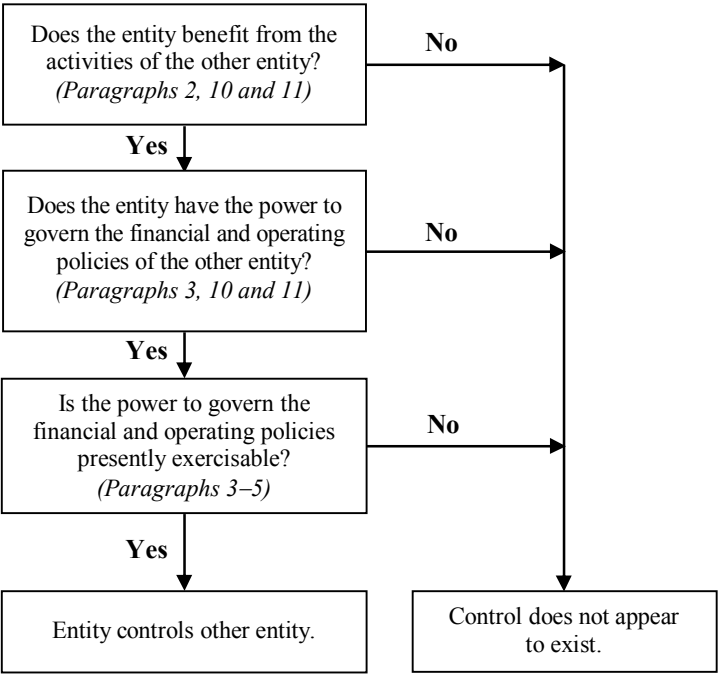 Does the entity benefit from the
activities of the other entity?
(Paragraphs 2, 10 and 11)
No
Yes
Does the entity have the power to
govern the financial and operating
policies of the other entity?
(Paragraphs 3, 10 and 11)
No
Yes
Is the power to govern the
financial and operating policies
presently exercisable?
(Paragraphs 3–5)
No
Yes
Entity controls other entity.
Control does not appear
to exist.